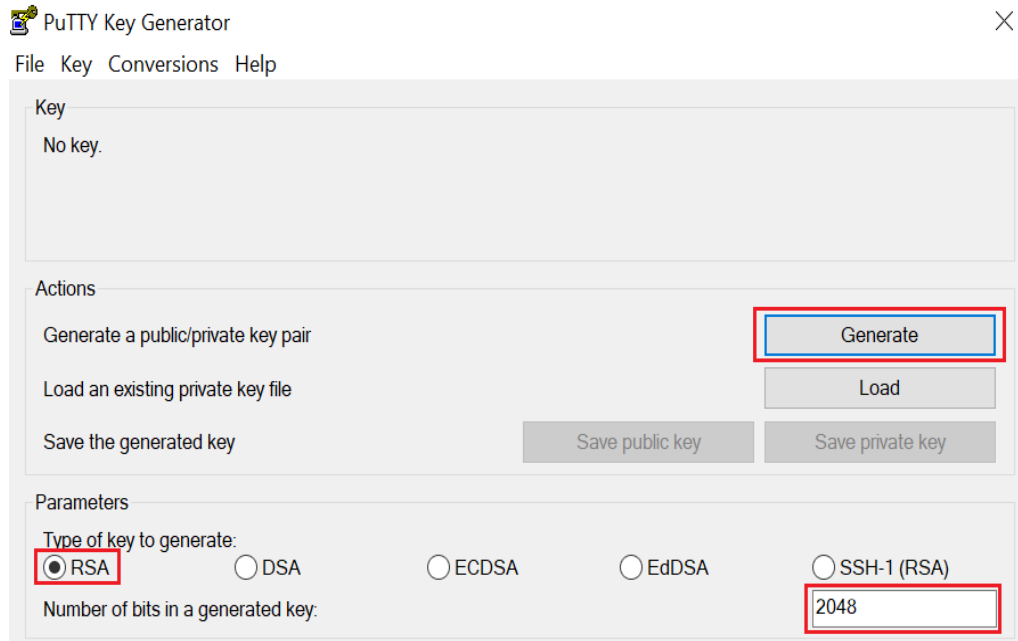 PuTTY Key Generator
File Key Conversions Help
Key
No key.
Actions
Generate a public/private key pair
Generate
Load an existing private key file
Load
Save the generated key
Save public key
Save private key
Parameters
Type of key to generate:
RSA DSA ECDSA EdDSA SSH-1 (RSA)
Number of bits in a generated key:
2048